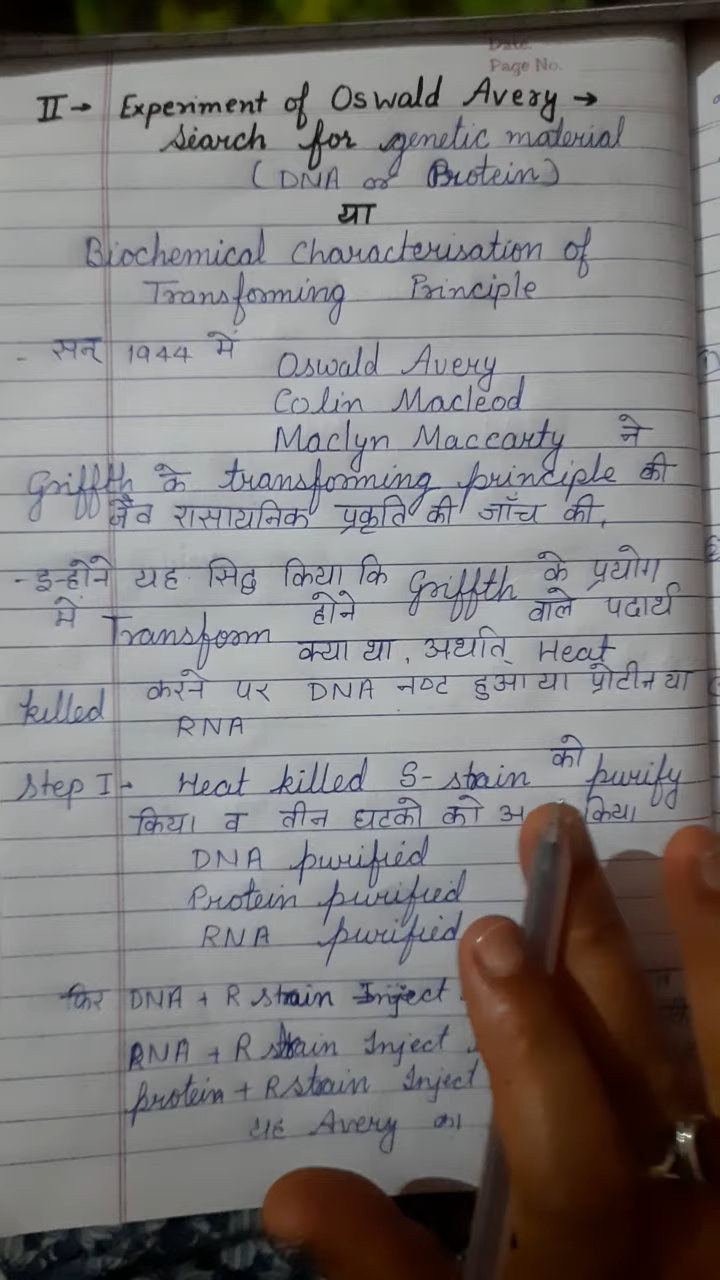 Date.
Page No.
II→ Experiment of Oswald Avery →
search for genetic material
(DNA or Protein)
या
Biochemical Characterisation of
Transforming Principle
- सन् 1944 में Oswald Avery
Colin Macleod
Maclyn Maccarty ने
Griffth के transforming principle की
जैव रासायनिक प्रकृति की जाँच की,
- इन्होंने यह सिद्ध किया कि Griffth के प्रयोग
में Transform होने वाले पदार्थ
क्या था, अर्थात् Heat
killed करने पर DNA नष्ट हुआ या प्रोटीन या
RNA
Step I - Heat killed S-stain को purify
किया व तीन घटको को अ किया
DNA purified
Protein purified
RNA purified
फिर DNA + R strain Inject
RNA + R strain Inject
protein + R strain Inject
यह Avery का